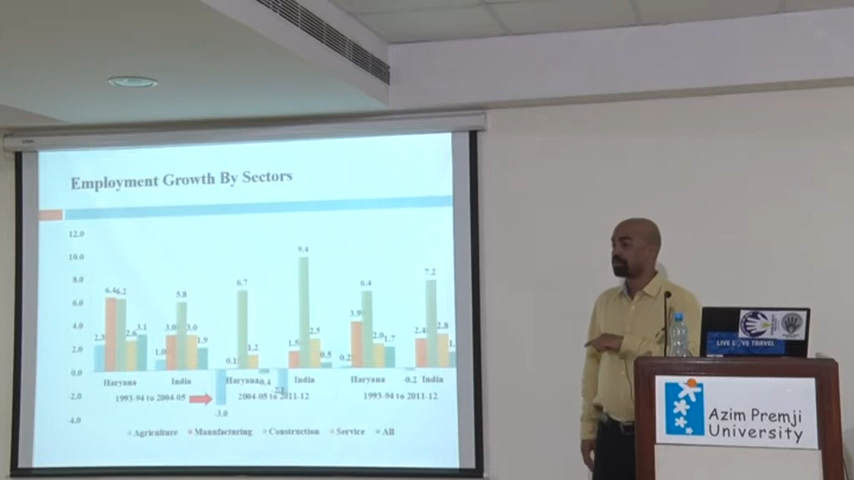 Employment Growth By Sectors
12.0
10.0
8.0
6.0
4.0
2.0
0.0
-2.0
-4.0
2.3 6.4 6.2 2.6 3.1
1.0 3.0 5.8 3.0 1.9
-3.0 0.1 6.7 1.2 -0.4
1.5 9.4 2.5 0.5
0.2 3.9 6.4 2.0 1.7
-0.2 2.4 7.2 2.8
Haryana India Haryana India Haryana India
1993-94 to 2004-05 2004-05 to 2011-12 1993-94 to 2011-12
Agriculture Manufacturing Construction Service All
LIVE LOVE TRAVEL
Azim Premji
University